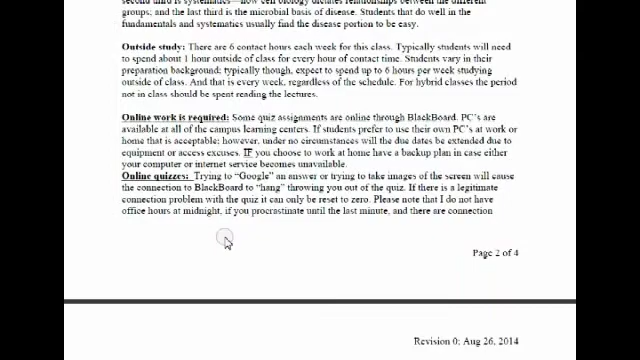 second third is systematics—how cell biology dictates relationships between the different
groups; and the last third is the microbial basis of disease. Students that do well in the
fundamentals and systematics usually find the disease portion to be easy.
Outside study: There are 6 contact hours each week for this class. Typically students will need
to spend about 1 hour outside of class for every hour of contact time. Students vary in their
preparation background; typically though, expect to spend up to 6 hours per week studying
outside of class. And that is every week, regardless of the schedule. For hybrid classes the period
not in class should be spent reading the lectures.
Online work is required: Some quiz assignments are online through BlackBoard. PC's are
available at all of the campus learning centers. If students prefer to use their own PC's at work or
home that is acceptable; however, under no circumstances will the due dates be extended due to
equipment or access excuses. IF you choose to work at home have a backup plan in case either
your computer or internet service becomes unavailable.
Online quizzes: Trying to "Google" an answer or trying to take images of the screen will cause
the connection to BlackBoard to "hang" throwing you out of the quiz. If there is a legitimate
connection problem with the quiz it can only be reset to zero. Please note that I do not have
office hours at midnight, if you procrastinate until the last minute, and there are connection
Page 2 of 4
Revision 0: Aug 26, 2014